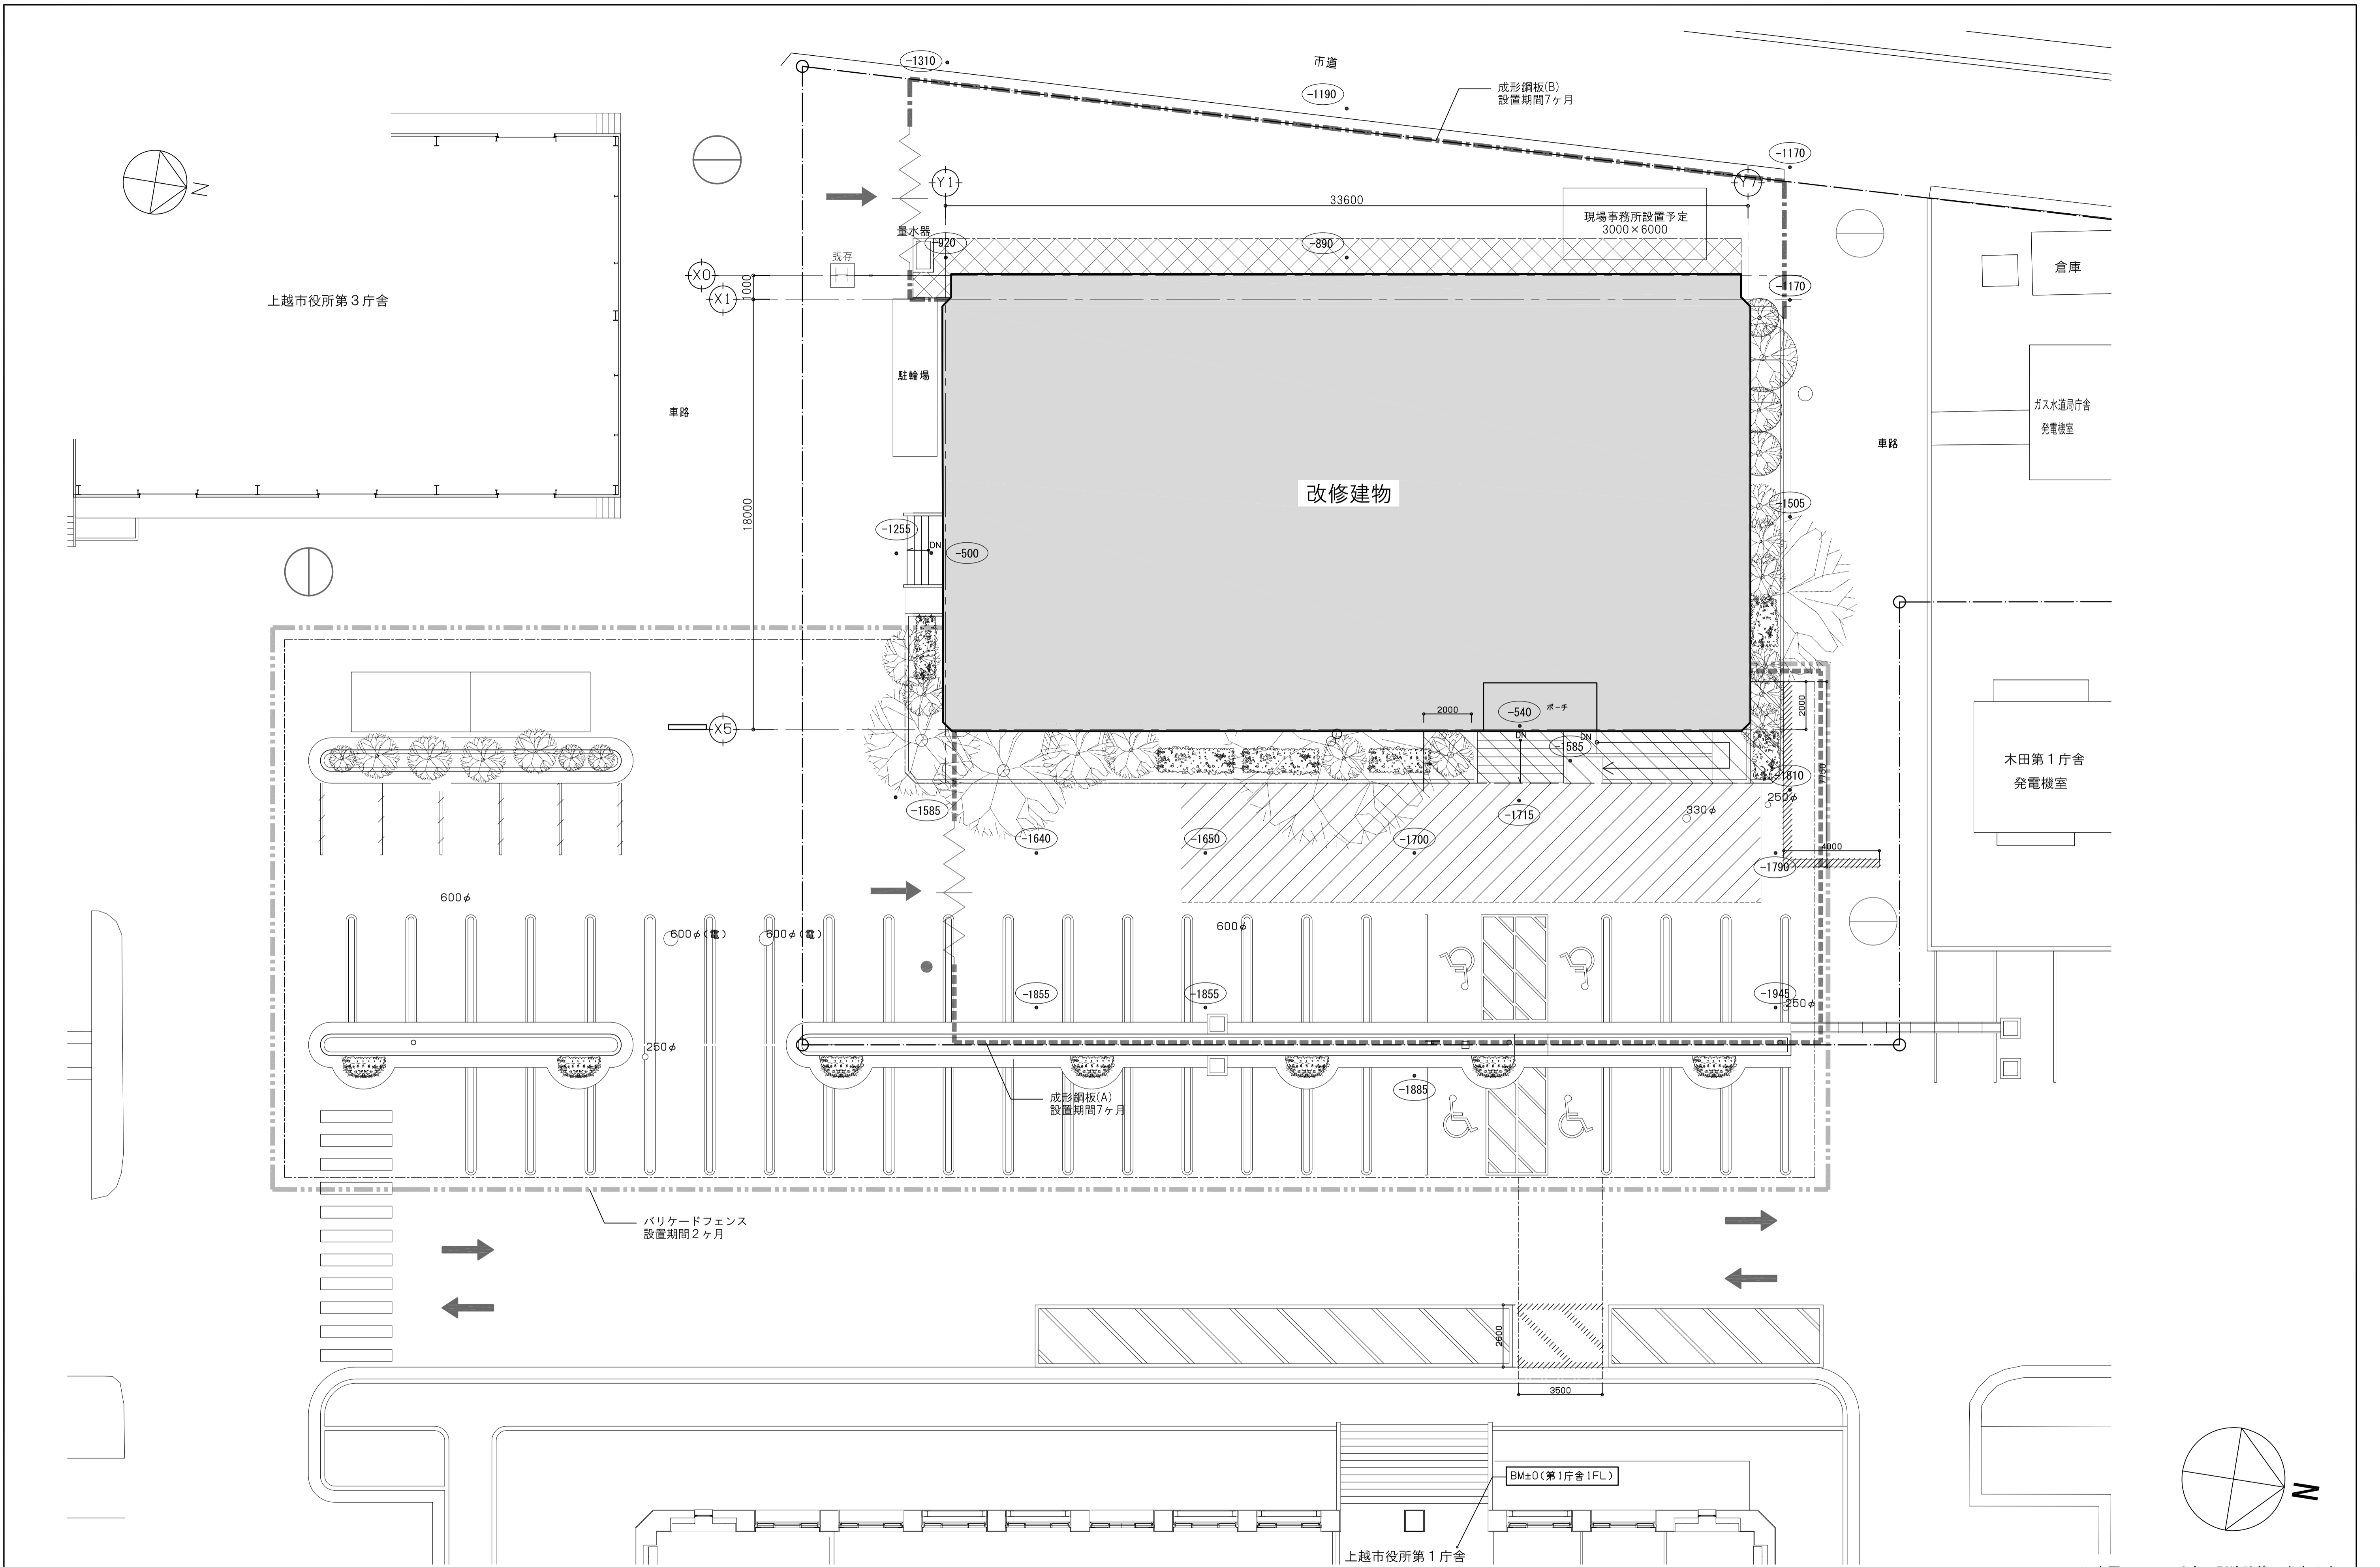 -1310
市道
-1190
成形鋼板(B)
設置期間7ヶ月
-1170
N
Y1
Y7
33600
現場事務所設置予定
3000×6000
量水器
-920
-890
既存
H
X0
X1
1000
-1170
倉庫
上越市役所第3庁舎
駐輪場
車路
ガス水道局庁舎
発電機室
車路
改修建物
18000
-1255
DN
-500
-1505
X5
2000
-540
ポーチ
DN
DN
-1585
2000
木田第1庁舎
発電機室
-1810
7750
250φ
-1585
-1640
-1650
-1700
-1715
330φ
4000
-1790
600φ
600φ(電)
600φ(電)
600φ
-1855
-1855
-1945
250φ
250φ
成形鋼板(A)
設置期間7ヶ月
-1885
バリケードフェンス
設置期間2ヶ月
2600
3500
BM±0(第1庁舎1FL)
N
上越市役所第1庁舎